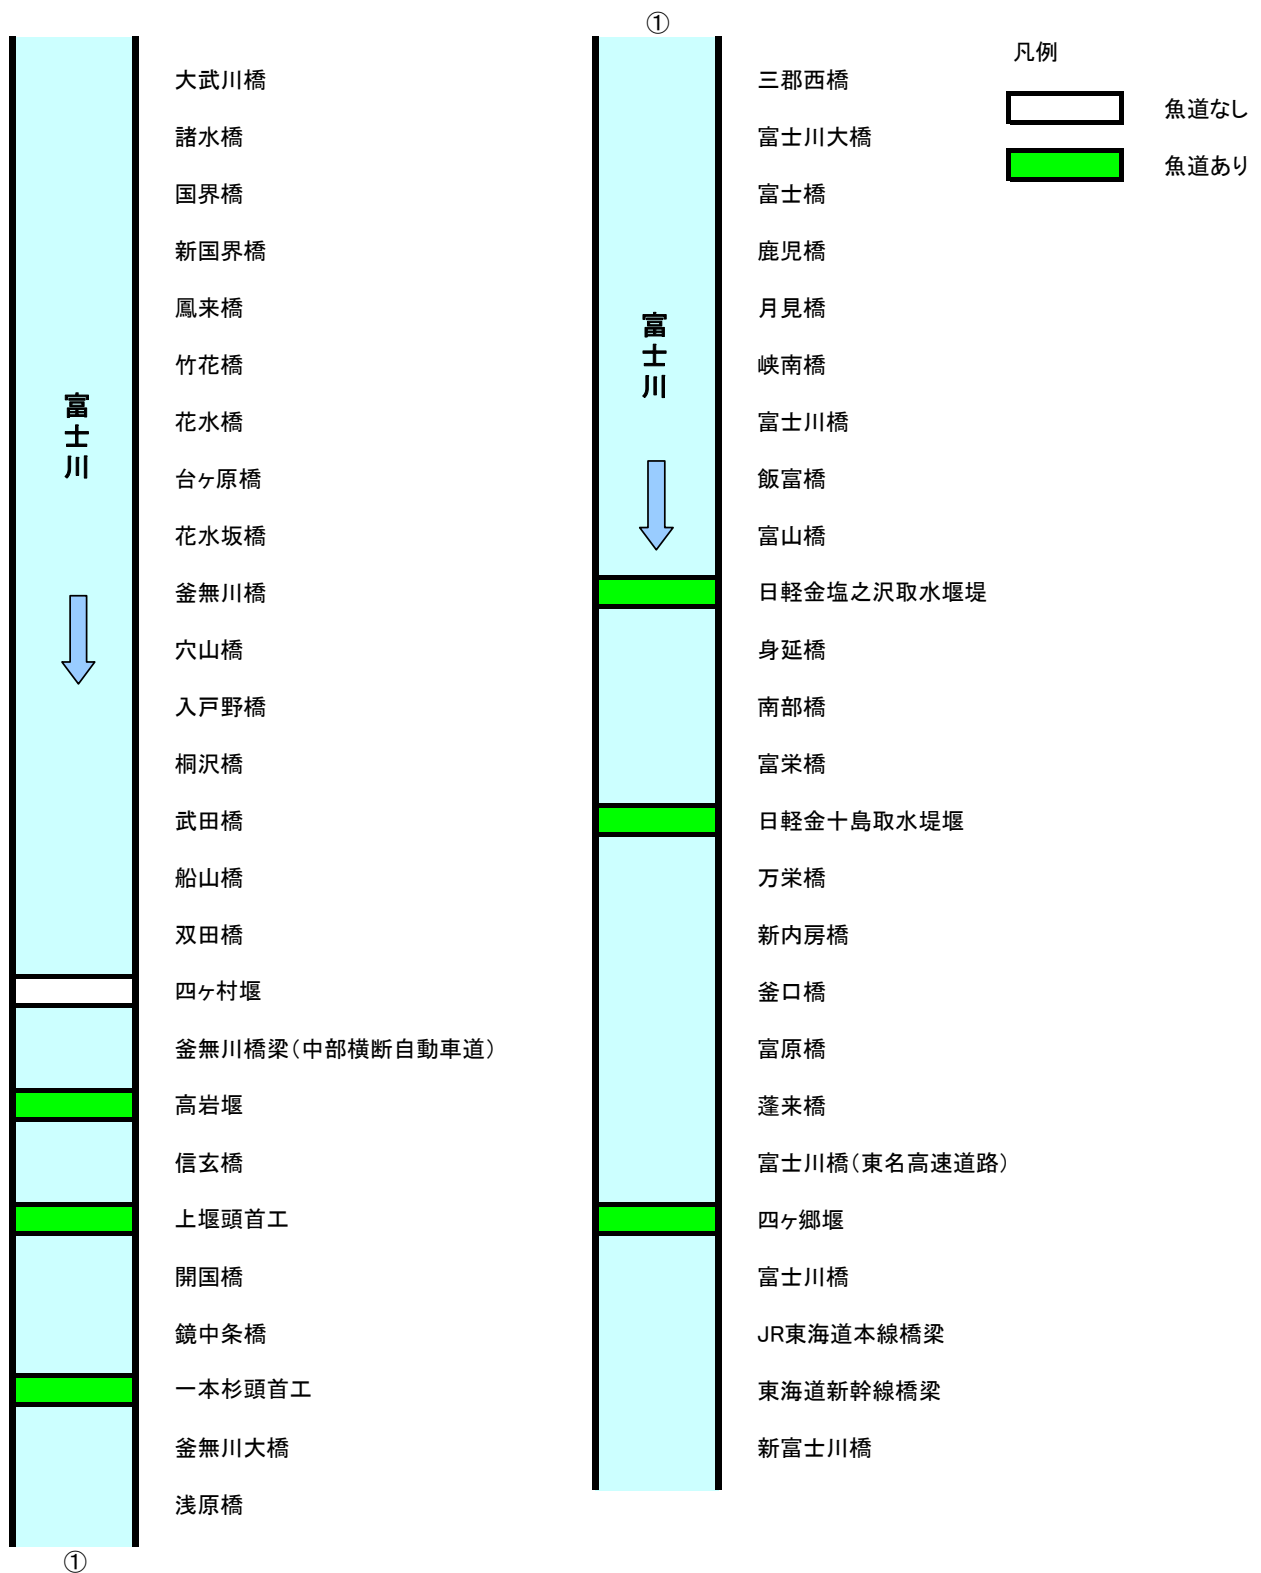 大武川橋
諸水橋
国界橋
新国界橋
鳳来橋
竹花橋
花水橋
台ヶ原橋
花水坂橋
釜無川橋
穴山橋
入戸野橋
桐沢橋
武田橋
船山橋
双田橋
四ヶ村堰
釜無川橋梁（中部横断自動車道）
高岩堰
信玄橋
上堰頭首工
開国橋
鏡中条橋
一本杉頭首工
釜無川大橋
浅原橋
富士川
①
①
三郡西橋
富士川大橋
富士橋
鹿児橋
月見橋
峡南橋
富士川橋
飯富橋
富山橋
日軽金塩之沢取水堰堤
身延橋
南部橋
富栄橋
日軽金十島取水堤堰
万栄橋
新内房橋
釜口橋
富原橋
蓬来橋
富士川橋（東名高速道路）
四ヶ郷堰
富士川橋
JR東海道本線橋梁
東海道新幹線橋梁
新富士川橋
富士川
凡例
魚道なし
魚道あり